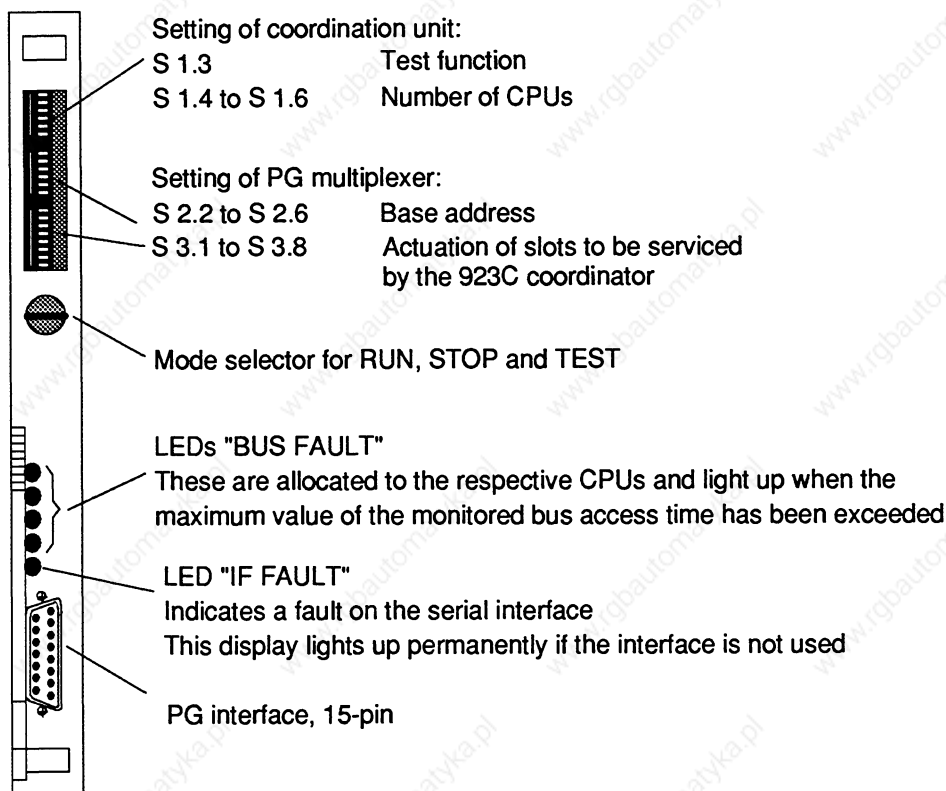 Setting of coordination unit:
S 1.3 Test function
S 1.4 to S 1.6 Number of CPUs
Setting of PG multiplexer:
S 2.2 to S 2.6 Base address
S 3.1 to S 3.8 Actuation of slots to be serviced
by the 923C coordinator
Mode selector for RUN, STOP and TEST
LEDs "BUS FAULT"
These are allocated to the respective CPUs and light up when the
maximum value of the monitored bus access time has been exceeded
LED "IF FAULT"
Indicates a fault on the serial interface
This display lights up permanently if the interface is not used
PG interface, 15-pin
www.rgbautomatyka.pl